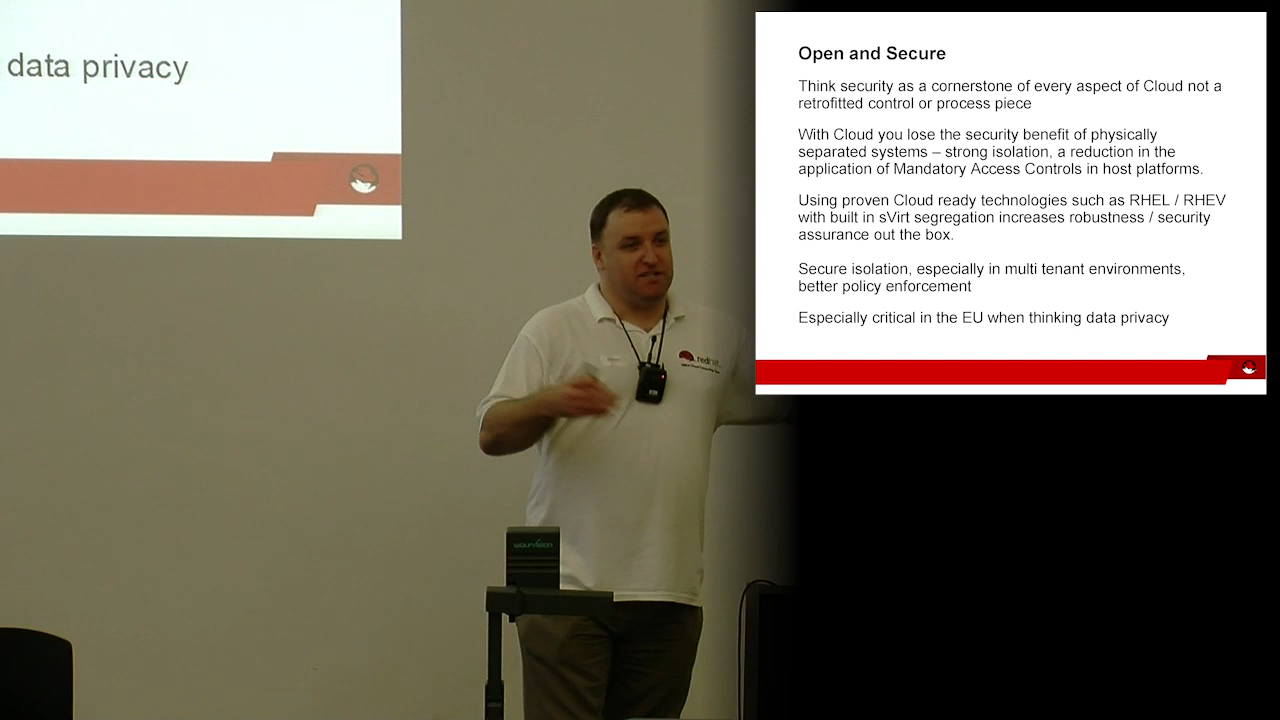 data privacy
Open and Secure
Think security as a cornerstone of every aspect of Cloud not a
retrofitted control or process piece
With Cloud you lose the security benefit of physically
separated systems – strong isolation, a reduction in the
application of Mandatory Access Controls in host platforms.
Using proven Cloud ready technologies such as RHEL / RHEV
with built in sVirt segregation increases robustness / security
assurance out the box.
Secure isolation, especially in multi tenant environments,
better policy enforcement
Especially critical in the EU when thinking data privacy
redhat
wolfvision